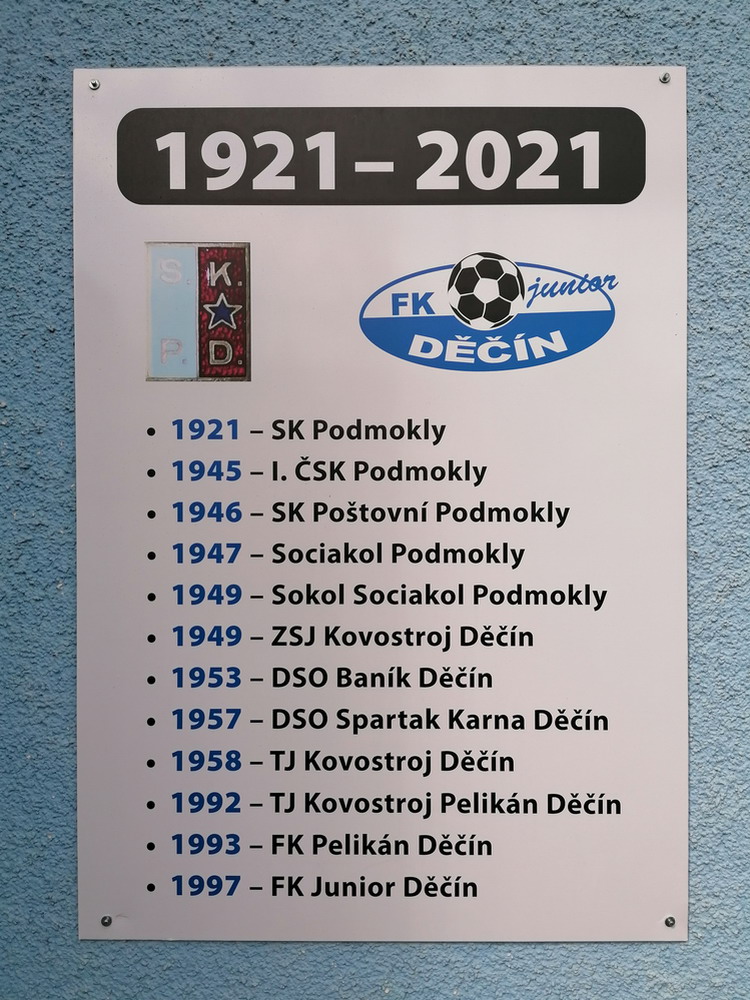 1921 – 2021
S. K.
P. D.
FK junior
DĚČÍN
• 1921 – SK Podmokly
• 1945 – I. ČSK Podmokly
• 1946 – SK Poštovní Podmokly
• 1947 – Sociakol Podmokly
• 1949 – Sokol Sociakol Podmokly
• 1949 – ZSJ Kovostroj Děčín
• 1953 – DSO Baník Děčín
• 1957 – DSO Spartak Karna Děčín
• 1958 – TJ Kovostroj Děčín
• 1992 – TJ Kovostroj Pelikán Děčín
• 1993 – FK Pelikán Děčín
• 1997 – FK Junior Děčín